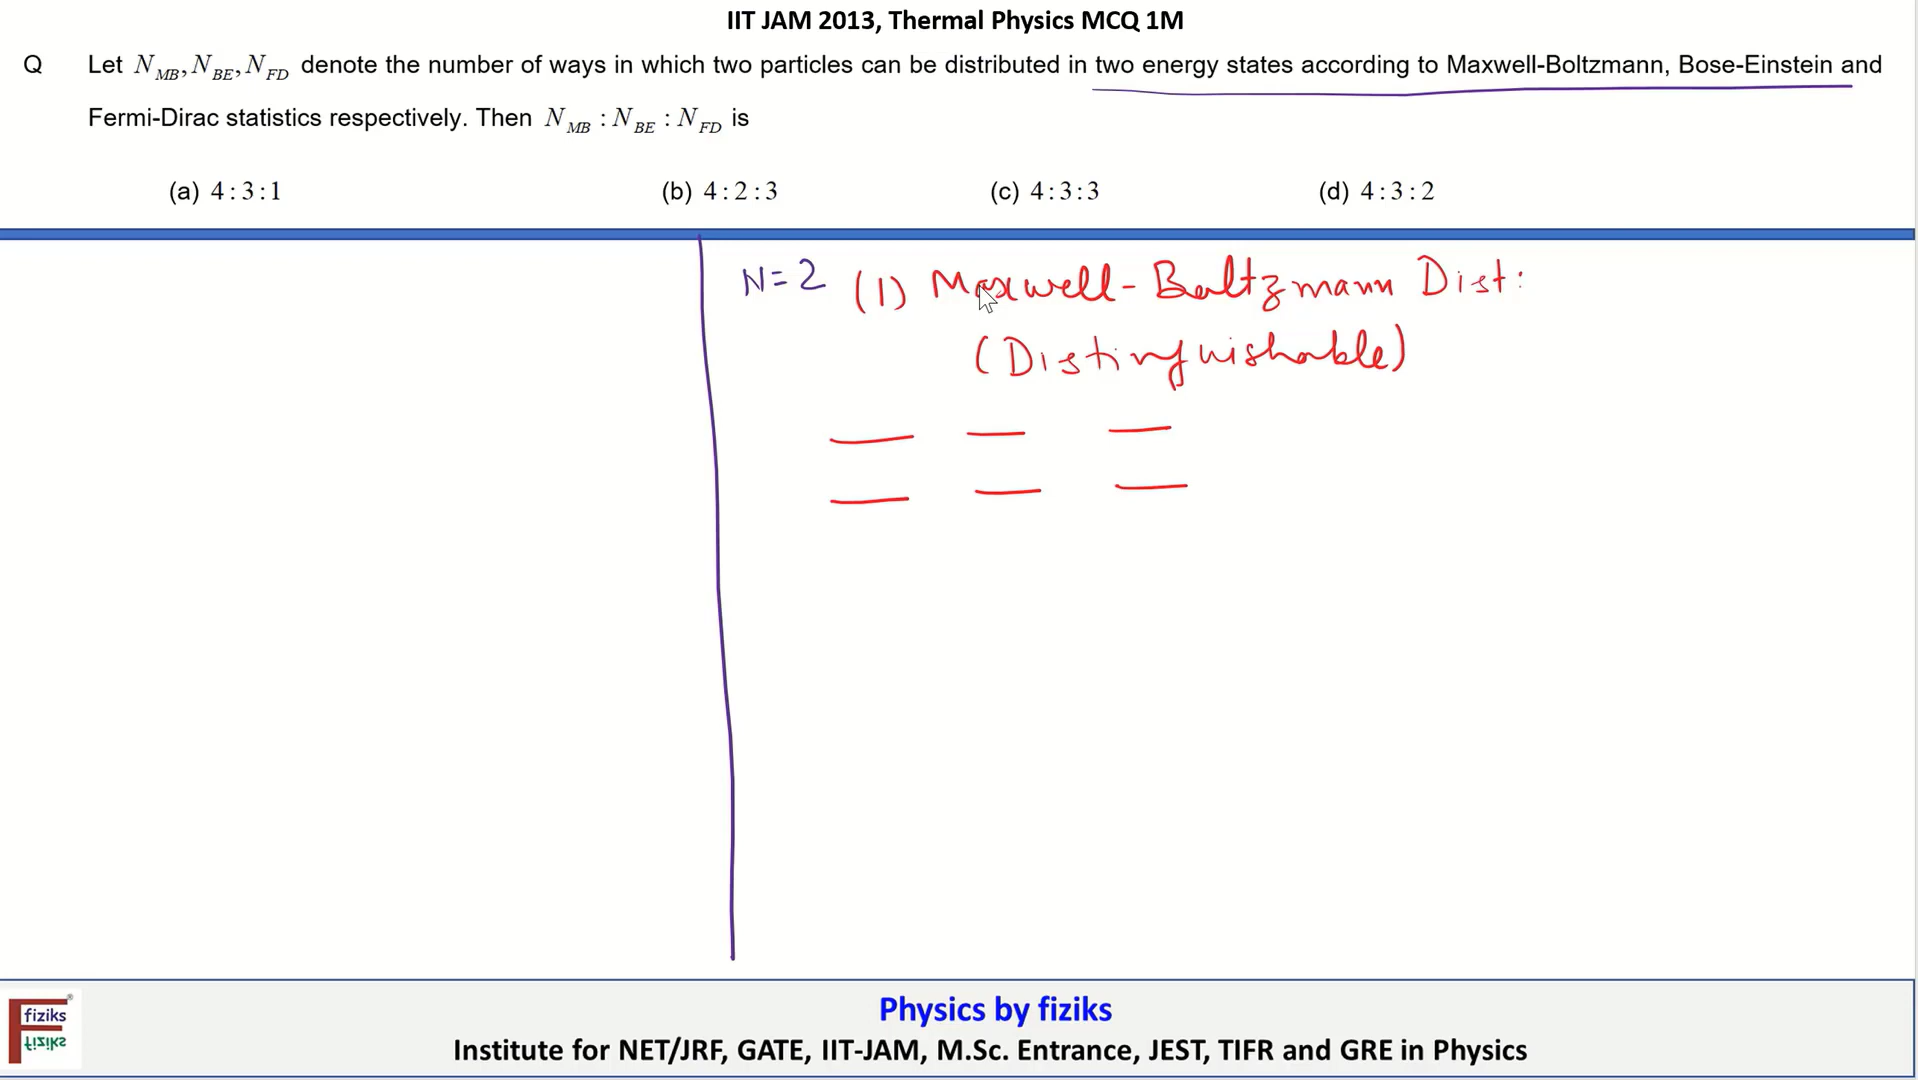 IIT JAM 2013, Thermal Physics MCQ 1M
Q Let N_MB, N_BE, N_FD denote the number of ways in which two particles can be distributed in two energy states according to Maxwell-Boltzmann, Bose-Einstein and
Fermi-Dirac statistics respectively. Then N_MB : N_BE : N_FD is
(a) 4 : 3 : 1 (b) 4 : 2 : 3 (c) 4 : 3 : 3 (d) 4 : 3 : 2
N = 2 (1) Maxwell - Boltzmann Dist :
(Distinguishable)
fiziks
fiziks
Physics by fiziks
Institute for NET/JRF, GATE, IIT-JAM, M.Sc. Entrance, JEST, TIFR and GRE in Physics